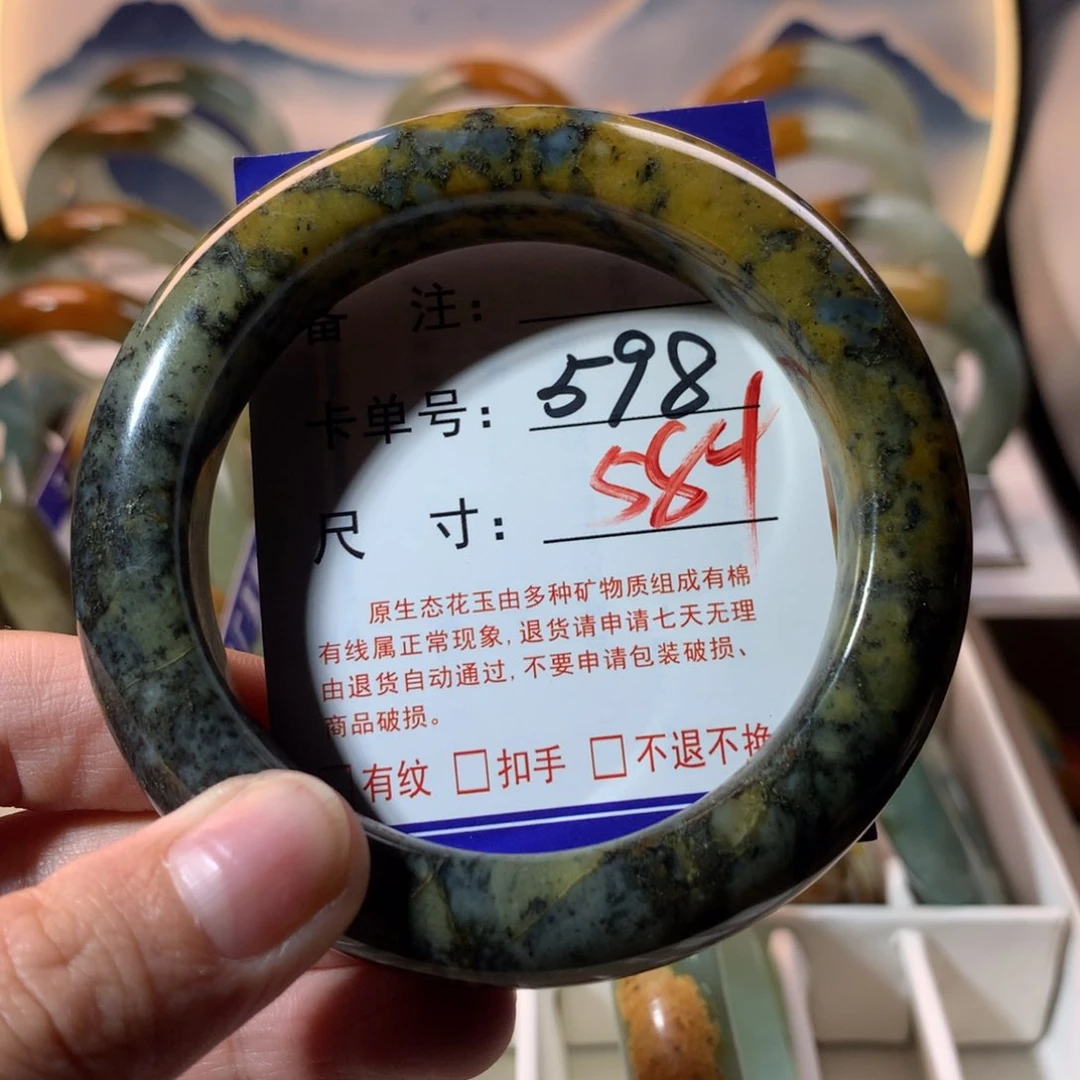 备 注：
卡单号：598
尺 寸：584
原生态花玉由多种矿物质组成有棉
有线属正常现象,退货请申请七天无理
由退货自动通过,不要申请包装破损、
商品破损。
□有纹 □扣手 □不退不换